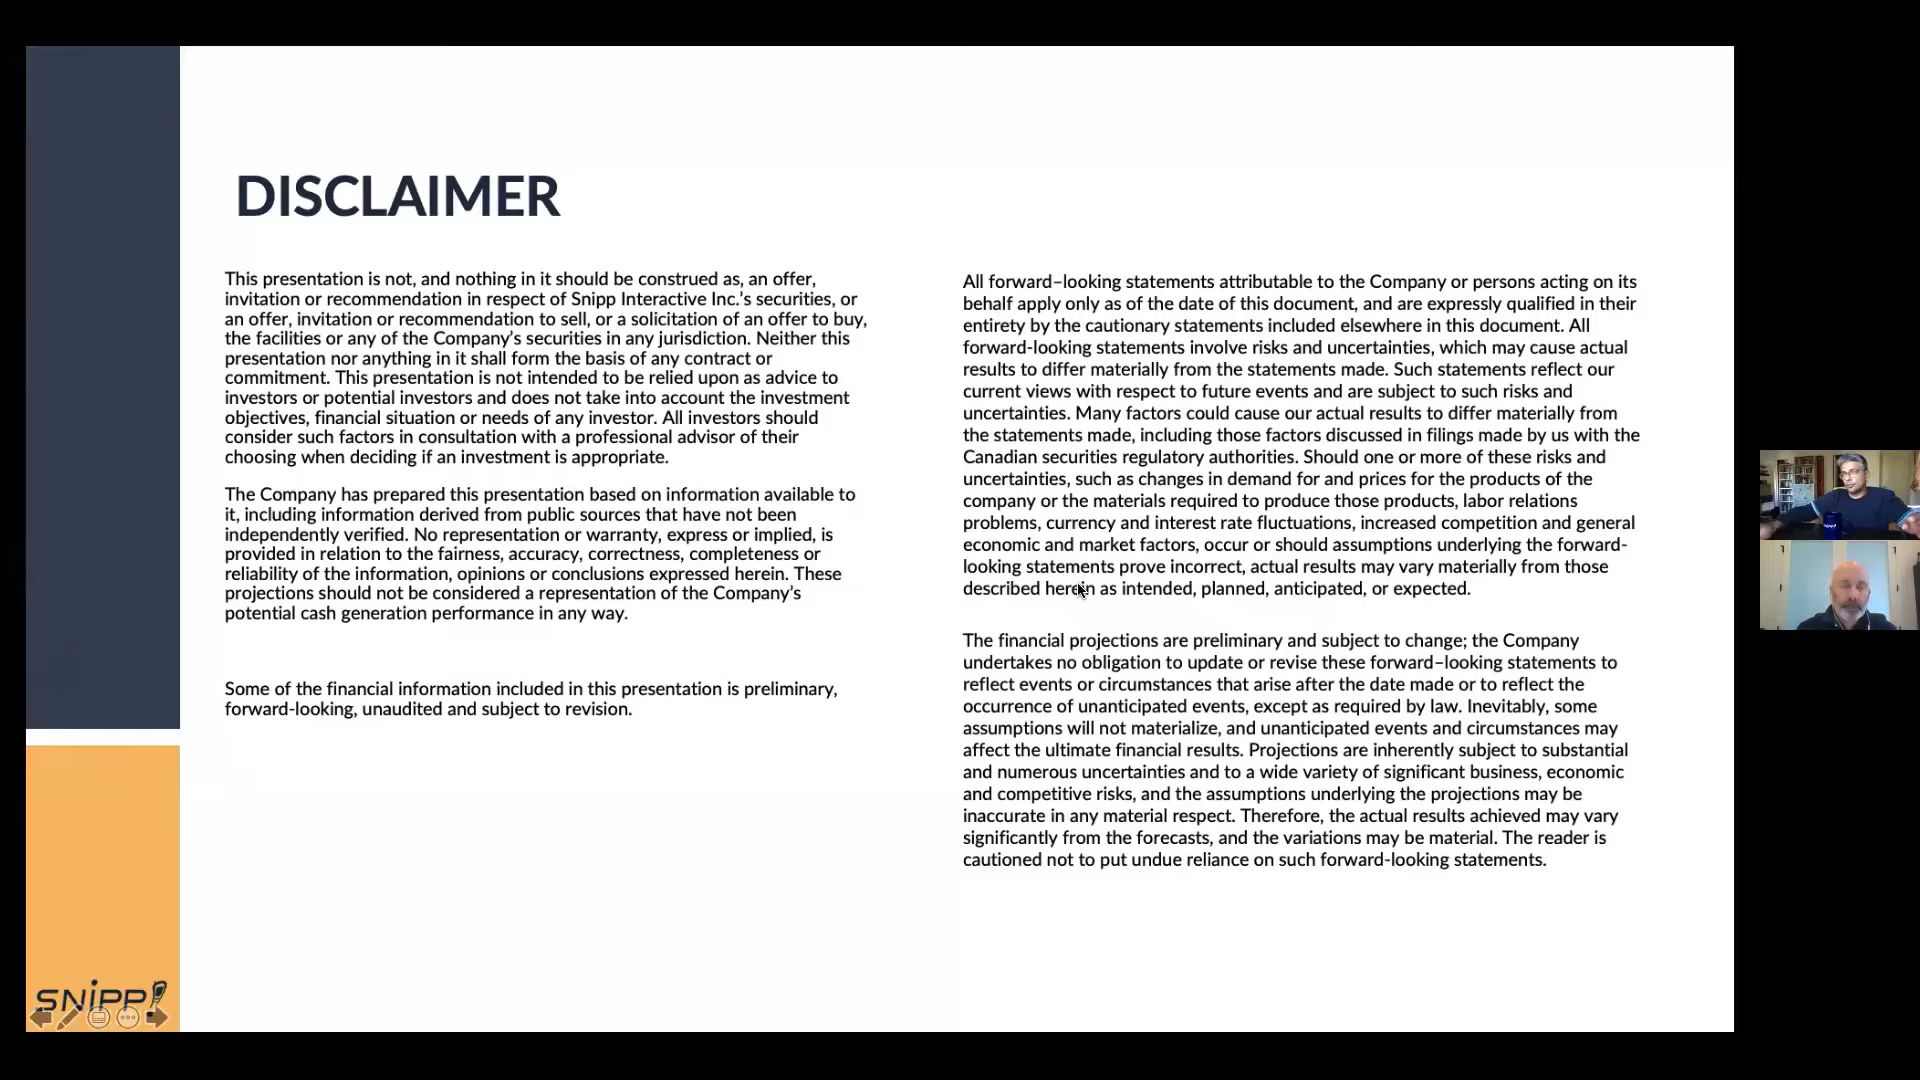 DISCLAIMER
This presentation is not, and nothing in it should be construed as, an offer,
invitation or recommendation in respect of Snipp Interactive Inc.’s securities, or
an offer, invitation or recommendation to sell, or a solicitation of an offer to buy,
the facilities or any of the Company’s securities in any jurisdiction. Neither this
presentation nor anything in it shall form the basis of any contract or
commitment. This presentation is not intended to be relied upon as advice to
investors or potential investors and does not take into account the investment
objectives, financial situation or needs of any investor. All investors should
consider such factors in consultation with a professional advisor of their
choosing when deciding if an investment is appropriate.
The Company has prepared this presentation based on information available to
it, including information derived from public sources that have not been
independently verified. No representation or warranty, express or implied, is
provided in relation to the fairness, accuracy, correctness, completeness or
reliability of the information, opinions or conclusions expressed herein. These
projections should not be considered a representation of the Company’s
potential cash generation performance in any way.
Some of the financial information included in this presentation is preliminary,
forward-looking, unaudited and subject to revision.
All forward–looking statements attributable to the Company or persons acting on its
behalf apply only as of the date of this document, and are expressly qualified in their
entirety by the cautionary statements included elsewhere in this document. All
forward-looking statements involve risks and uncertainties, which may cause actual
results to differ materially from the statements made. Such statements reflect our
current views with respect to future events and are subject to such risks and
uncertainties. Many factors could cause our actual results to differ materially from
the statements made, including those factors discussed in filings made by us with the
Canadian securities regulatory authorities. Should one or more of these risks and
uncertainties, such as changes in demand for and prices for the products of the
company or the materials required to produce those products, labor relations
problems, currency and interest rate fluctuations, increased competition and general
economic and market factors, occur or should assumptions underlying the forward-
looking statements prove incorrect, actual results may vary materially from those
described herein as intended, planned, anticipated, or expected.
The financial projections are preliminary and subject to change; the Company
undertakes no obligation to update or revise these forward–looking statements to
reflect events or circumstances that arise after the date made or to reflect the
occurrence of unanticipated events, except as required by law. Inevitably, some
assumptions will not materialize, and unanticipated events and circumstances may
affect the ultimate financial results. Projections are inherently subject to substantial
and numerous uncertainties and to a wide variety of significant business, economic
and competitive risks, and the assumptions underlying the projections may be
inaccurate in any material respect. Therefore, the actual results achieved may vary
significantly from the forecasts, and the variations may be material. The reader is
cautioned not to put undue reliance on such forward-looking statements.
SNiPP!